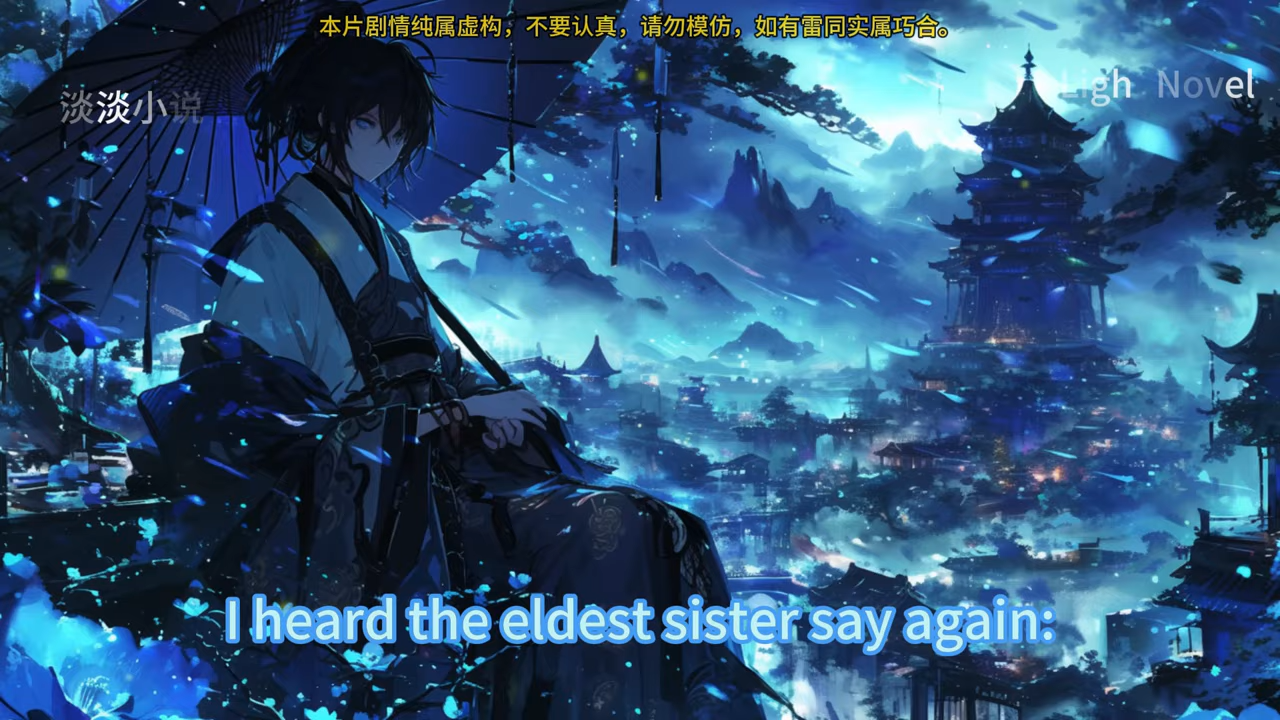 本片剧情纯属虚构，不要认真，请勿模仿，如有雷同实属巧合。
淡淡小说
Ligh Novel
I heard the eldest sister say again: